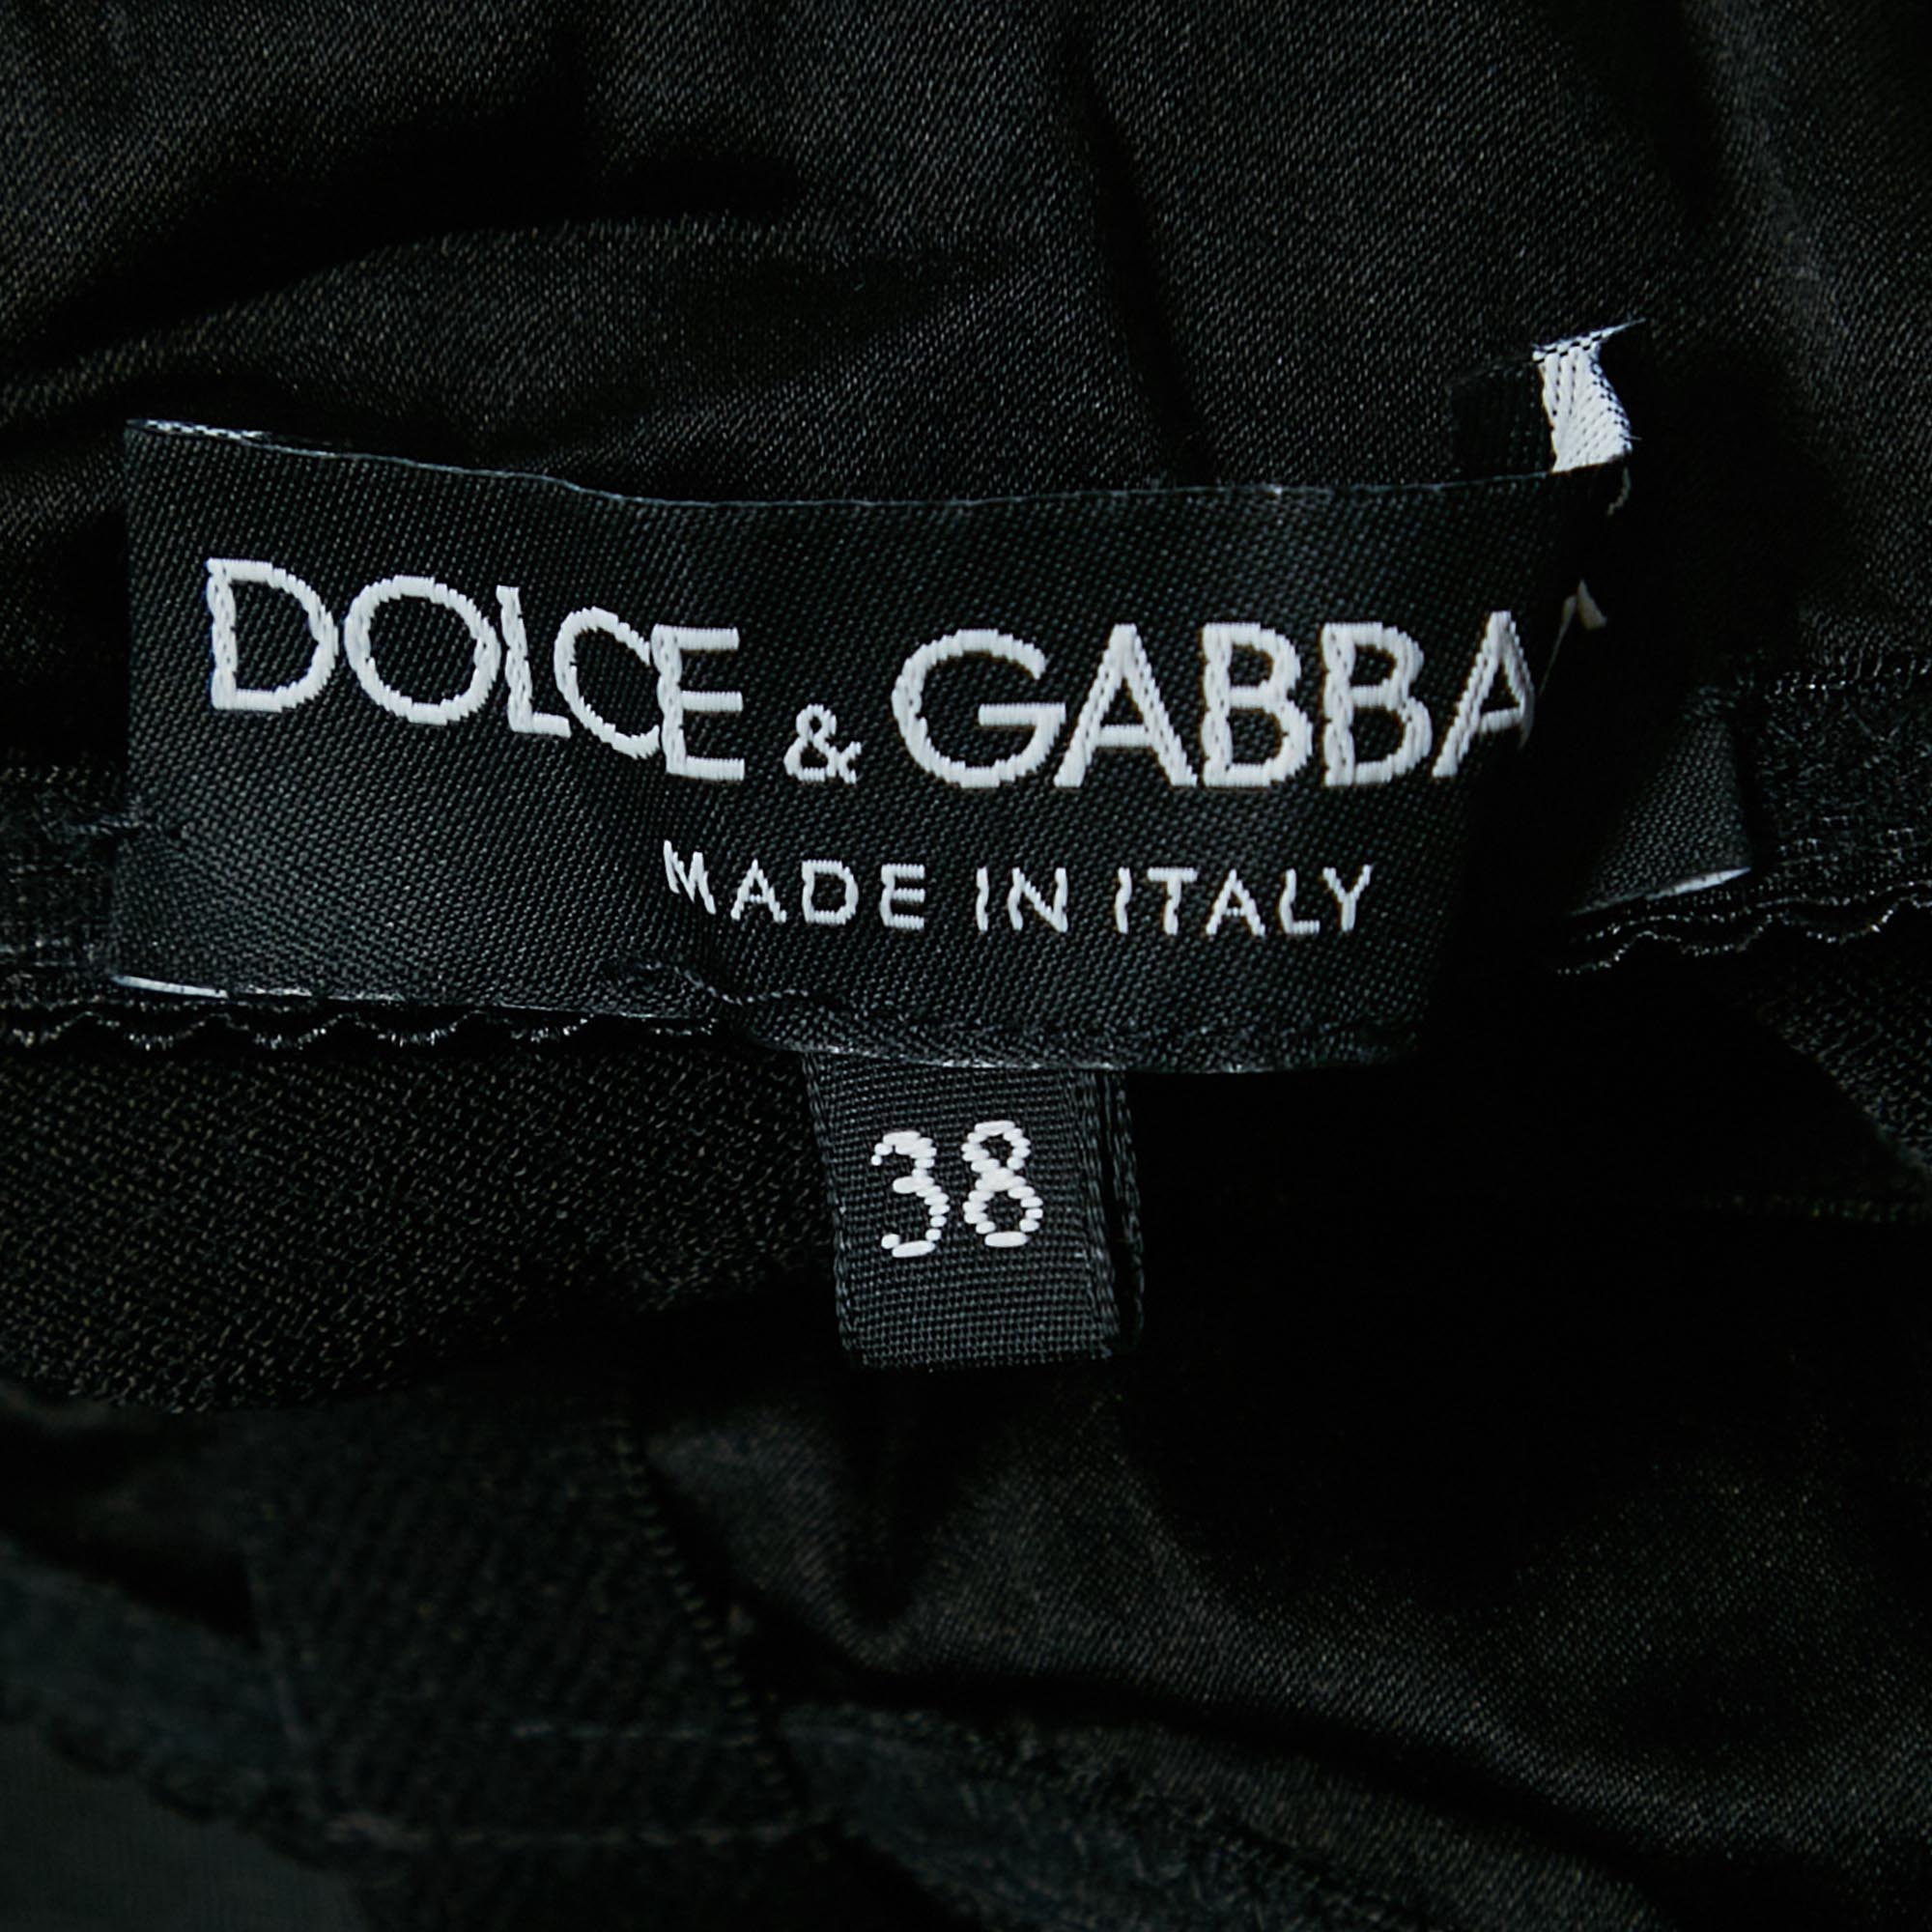 DOLCE & GABBA
MADE IN ITALY
38